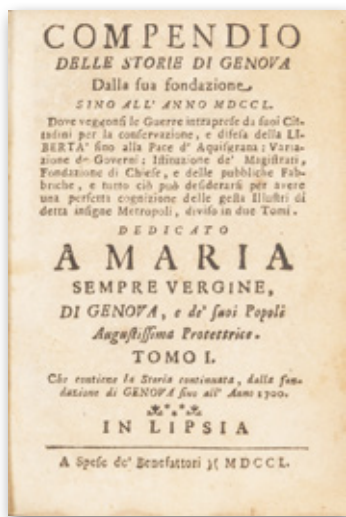 COMPENDIO
DELLE STORIE DI GENOVA
Dalla ſua fondazione
SINO ALL' ANNO MDCCL.
Dove veggonſi le Guerre intrapreſe da ſuoi Cit-
tadini per la conſervazione, e difeſa della LI-
BERTA' ſino alla Pace d' Aquiſgrana: Varia-
zione de Governi; Iſtituzione de' Magiſtrati,
Fondazione di Chieſe, e delle pubbliche Fab-
briche, e tutto ciò può deſiderarſi per avere
una perfetta cognizione delle geſta Illuſtri di
detta inſigne Metropoli, diviſo in due Tomi.
DEDICATO
A MARIA
SEMPRE VERGINE,
DI GENOVA, e de' ſuoi Popoli
Auguſtiſſima Protettrice.
TOMO I.
Che contiene la Storia continuata, dalla fon-
dazione di GENOVA ſino all' Anno 1700.
IN LIPSIA
A Speſe de' Benefattori )( MDCCL.